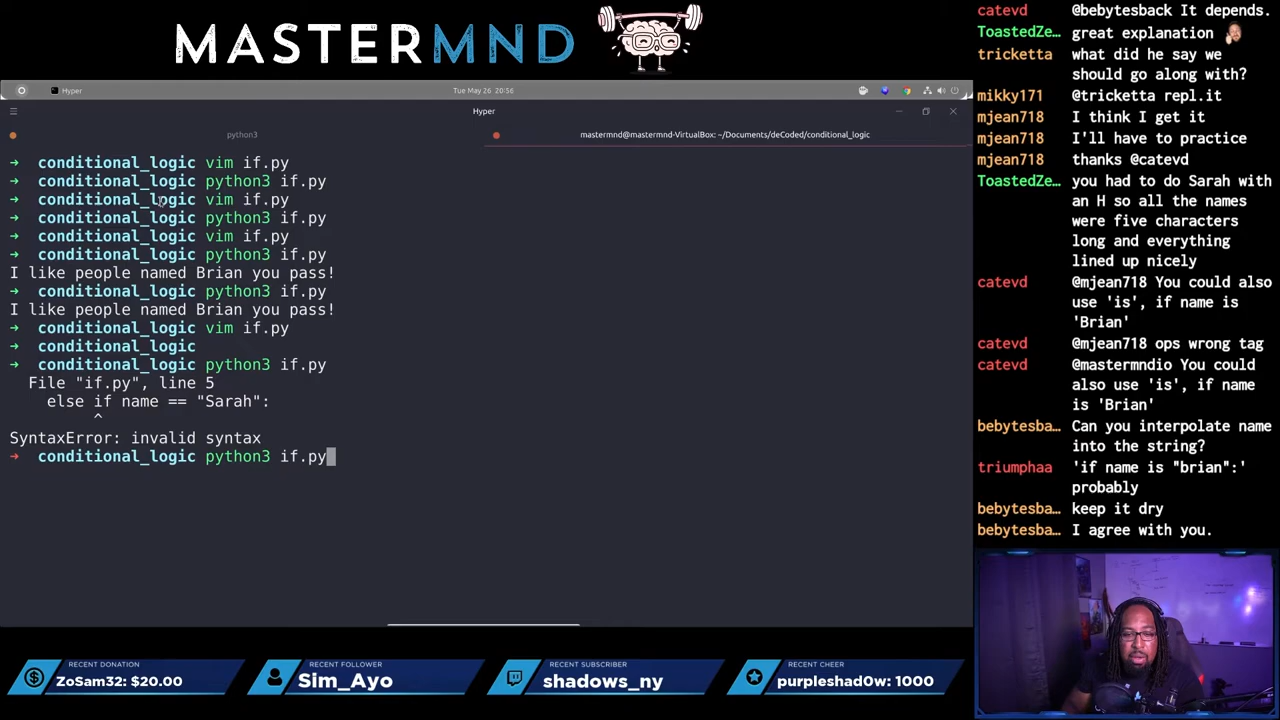 MASTERMND
Hyper
Tue May 26 20:56
Hyper
python3
mastermnd@mastermnd-VirtualBox: ~/Documents/deCoded/conditional_logic
➜ conditional_logic vim if.py
➜ conditional_logic python3 if.py
➜ conditional_logic vim if.py
➜ conditional_logic python3 if.py
➜ conditional_logic vim if.py
➜ conditional_logic python3 if.py
I like people named Brian you pass!
➜ conditional_logic python3 if.py
I like people named Brian you pass!
➜ conditional_logic vim if.py
➜ conditional_logic
➜ conditional_logic python3 if.py
File "if.py", line 5
else if name == "Sarah":
^
SyntaxError: invalid syntax
➜ conditional_logic python3 if.py
catevd @bebytesback It depends.
ToastedZe… great explanation
tricketta what did he say we
should go along with?
mikky171 @tricketta repl.it
mjean718 I think I get it
mjean718 I'll have to practice
mjean718 thanks @catevd
ToastedZe… you had to do Sarah with
an H so all the names
were five characters
long and everything
lined up nicely
catevd @mjean718 You could also
use 'is', if name is
'Brian'
catevd @mjean718 ops wrong tag
catevd @mastermndio You could
also use 'is', if name
is 'Brian'
bebytesba… Can you interpolate name
into the string?
triumphaa 'if name is "brian":'
probably
bebytesba… keep it dry
bebytesba… I agree with you.
RECENT DONATION
ZoSam32: $20.00
RECENT FOLLOWER
Sim_Ayo
RECENT SUBSCRIBER
shadows_ny
RECENT CHEER
purpleshad0w: 1000